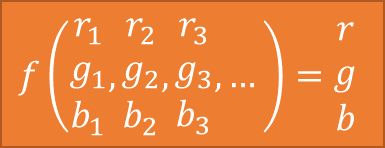 r₁ r₂ r₃ r
f ( g₁, g₂, g₃, ... ) = g
b₁ b₂ b₃ b